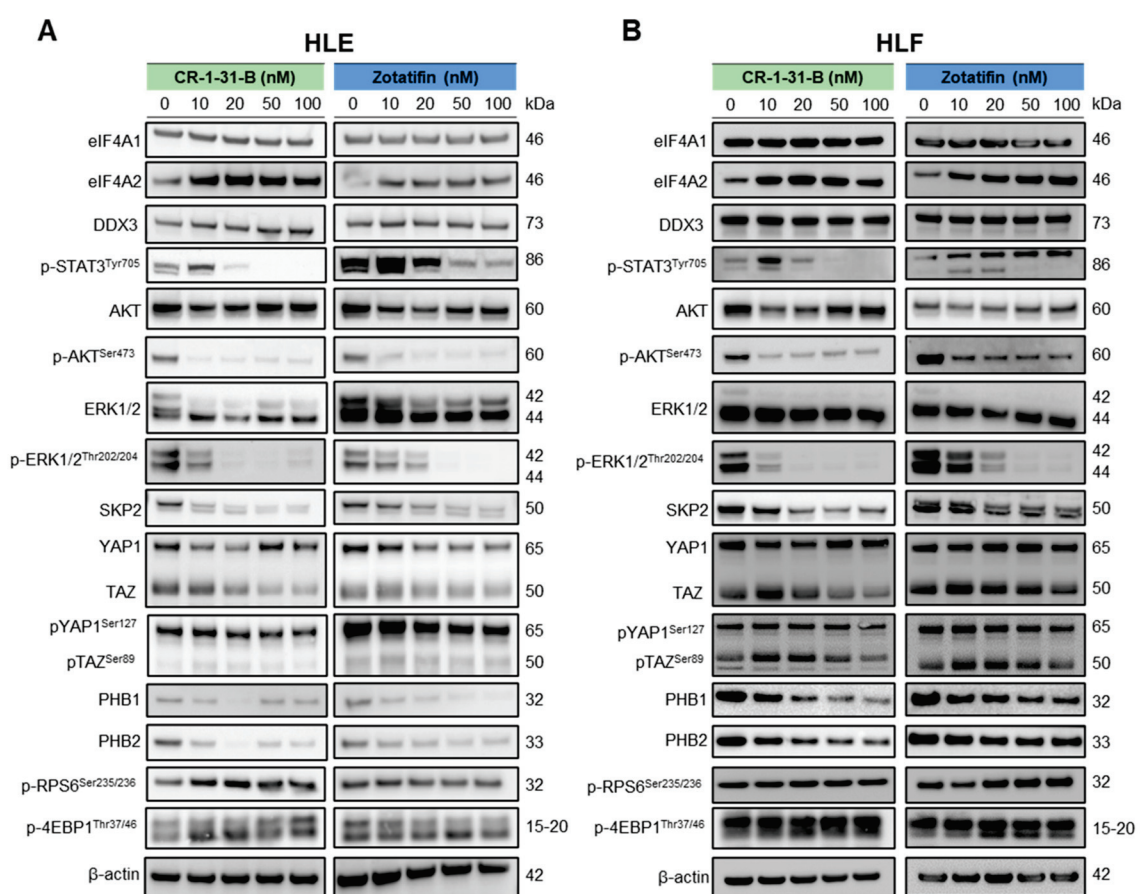 A
HLE
CR-1-31-B (nM) Zotatifin (nM)
0 10 20 50 100 0 10 20 50 100 kDa
eIF4A1 46
eIF4A2 46
DDX3 73
p-STAT3Tyr705 86
AKT 60
p-AKTSer473 60
ERK1/2 42
44
p-ERK1/2Thr202/204 42
44
SKP2 50
YAP1 65
TAZ 50
pYAP1Ser127 65
pTAZSer89 50
PHB1 32
PHB2 33
p-RPS6Ser235/236 32
p-4EBP1Thr37/46 15-20
β-actin 42
B
HLF
CR-1-31-B (nM) Zotatifin (nM)
0 10 20 50 100 0 10 20 50 100 kDa
eIF4A1 46
eIF4A2 46
DDX3 73
p-STAT3Tyr705 86
AKT 60
p-AKTSer473 60
ERK1/2 42
44
p-ERK1/2Thr202/204 42
44
SKP2 50
YAP1 65
TAZ 50
pYAP1Ser127 65
pTAZSer89 50
PHB1 32
PHB2 33
p-RPS6Ser235/236 32
p-4EBP1Thr37/46 15-20
β-actin 42